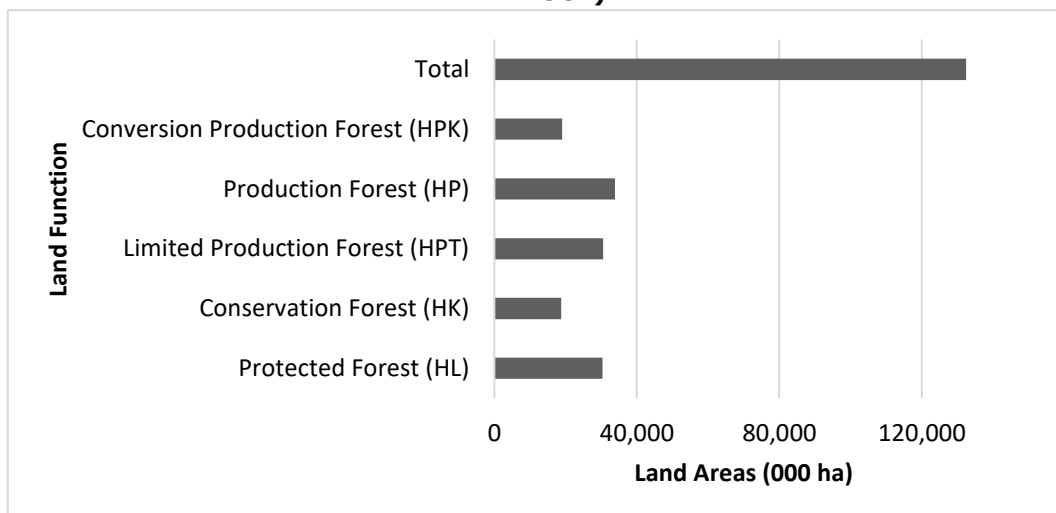 Total
Conversion Production Forest (HPK)
Production Forest (HP)
Limited Production Forest (HPT)
Conservation Forest (HK)
Protected Forest (HL)
Land Function
0 40,000 80,000 120,000
Land Areas (000 ha)